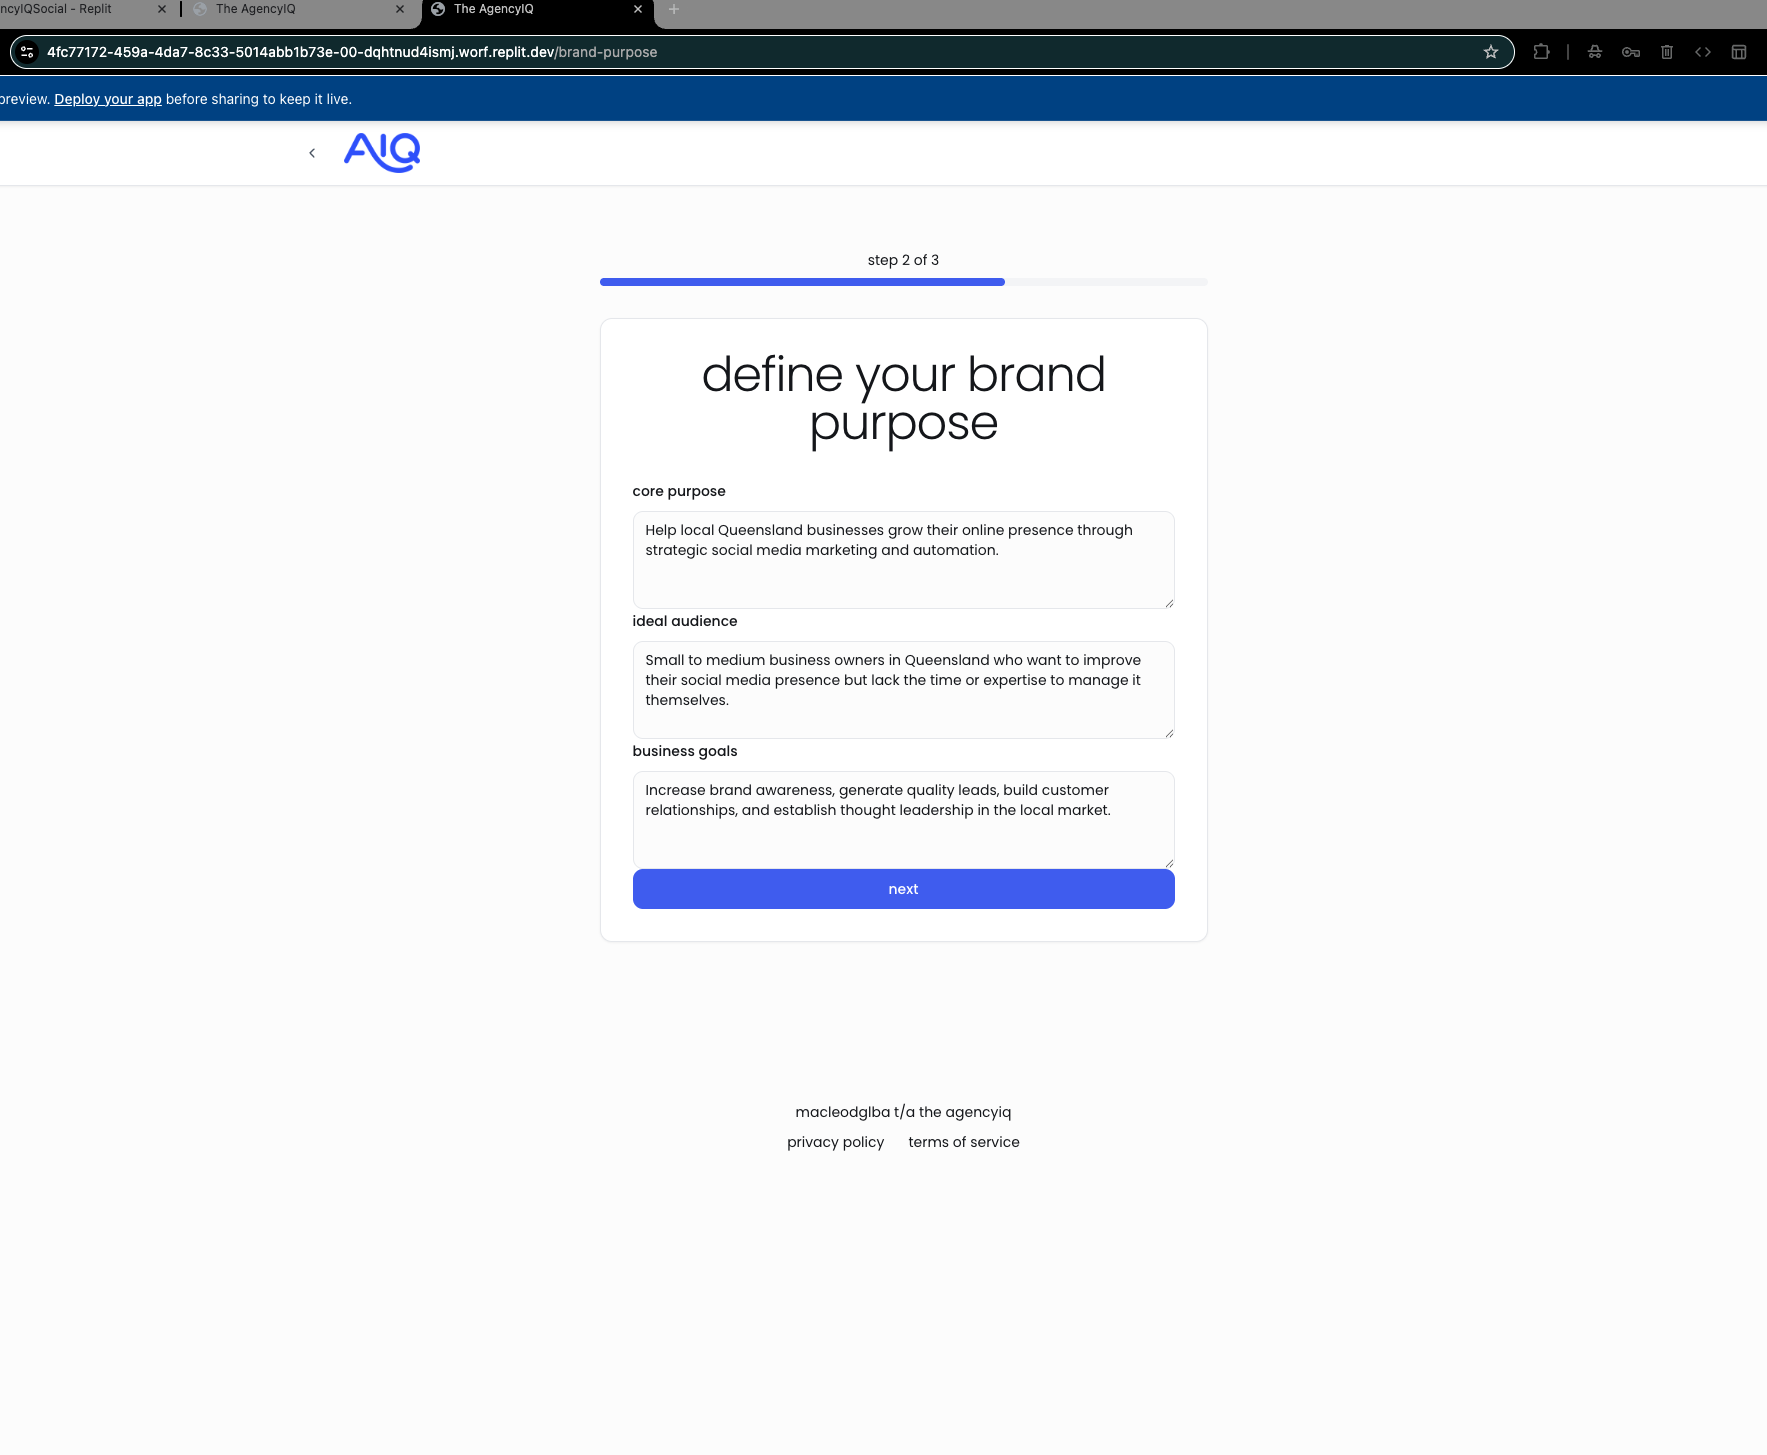 ncyIQSocial - Replit
The AgencyIQ
The AgencyIQ
4fc77172-459a-4da7-8c33-5014abb1b73e-00-dqhtnud4ismj.worf.replit.dev/brand-purpose
preview. Deploy your app before sharing to keep it live.
AIQ
step 2 of 3
define your brand
purpose
core purpose
Help local Queensland businesses grow their online presence through
strategic social media marketing and automation.
ideal audience
Small to medium business owners in Queensland who want to improve
their social media presence but lack the time or expertise to manage it
themselves.
business goals
Increase brand awareness, generate quality leads, build customer
relationships, and establish thought leadership in the local market.
next
macleodglba t/a the agencyiq
privacy policy terms of service